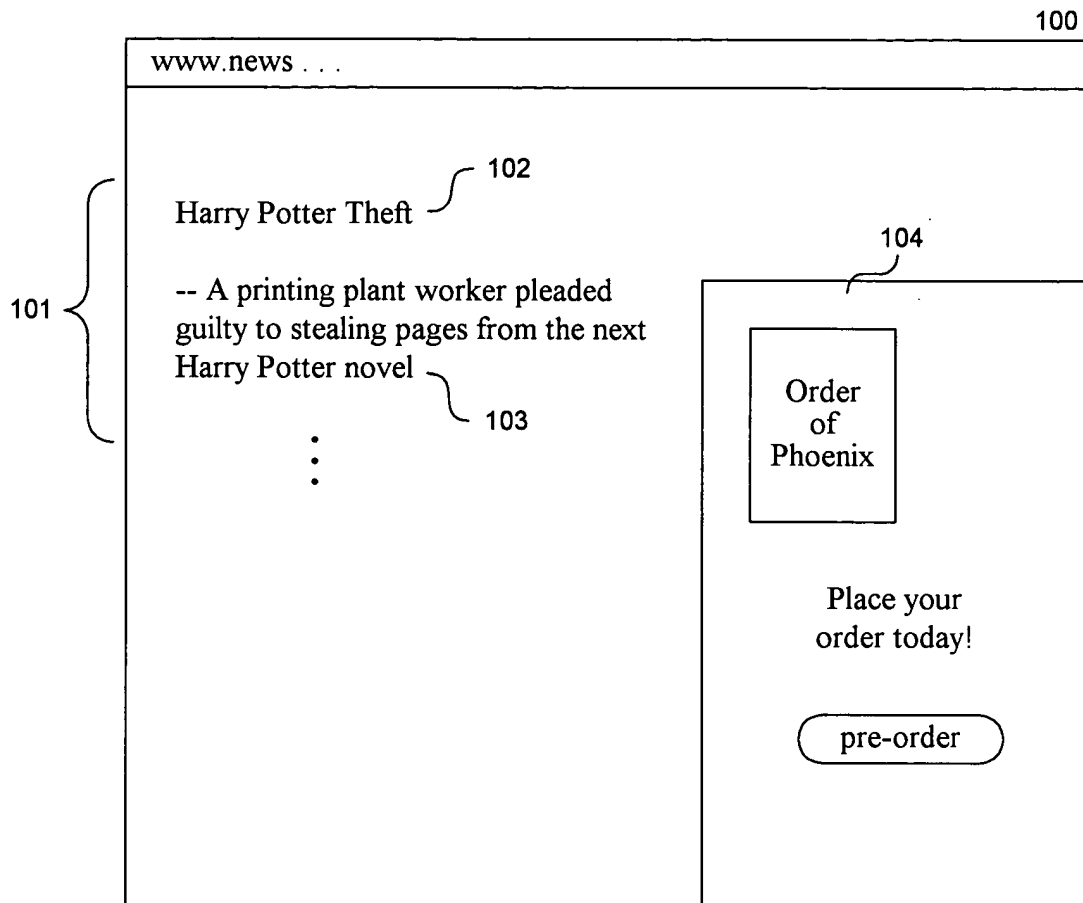 100
www.news . . .
102
Harry Potter Theft
104
-- A printing plant worker pleaded
guilty to stealing pages from the next
Harry Potter novel
101
103
Order
of
Phoenix
Place your
order today!
pre-order